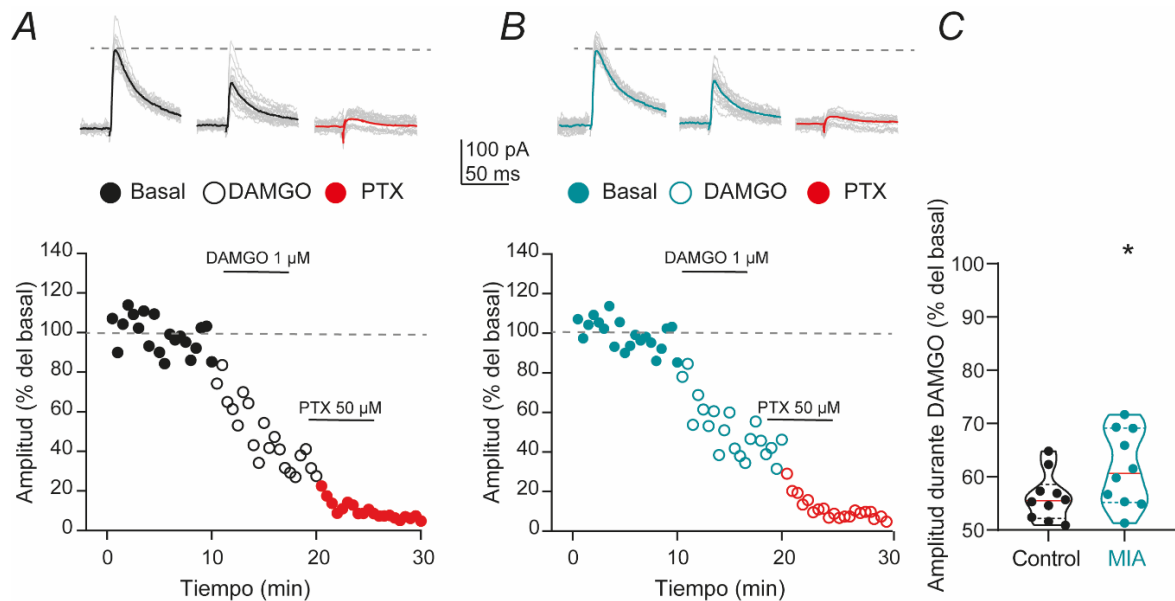 A
B
C
100 pA
50 ms
Basal DAMGO PTX
Basal DAMGO PTX
Amplitud (% del basal)
140
120
100
80
60
40
20
0
DAMGO 1 µM
PTX 50 µM
0 10 20 30
Tiempo (min)
Amplitud (% del basal)
140
120
100
80
60
40
20
0
DAMGO 1 µM
PTX 50 µM
0 10 20 30
Tiempo (min)
Amplitud durante DAMGO (% del basal)
100
90
80
70
60
50
*
Control MIA